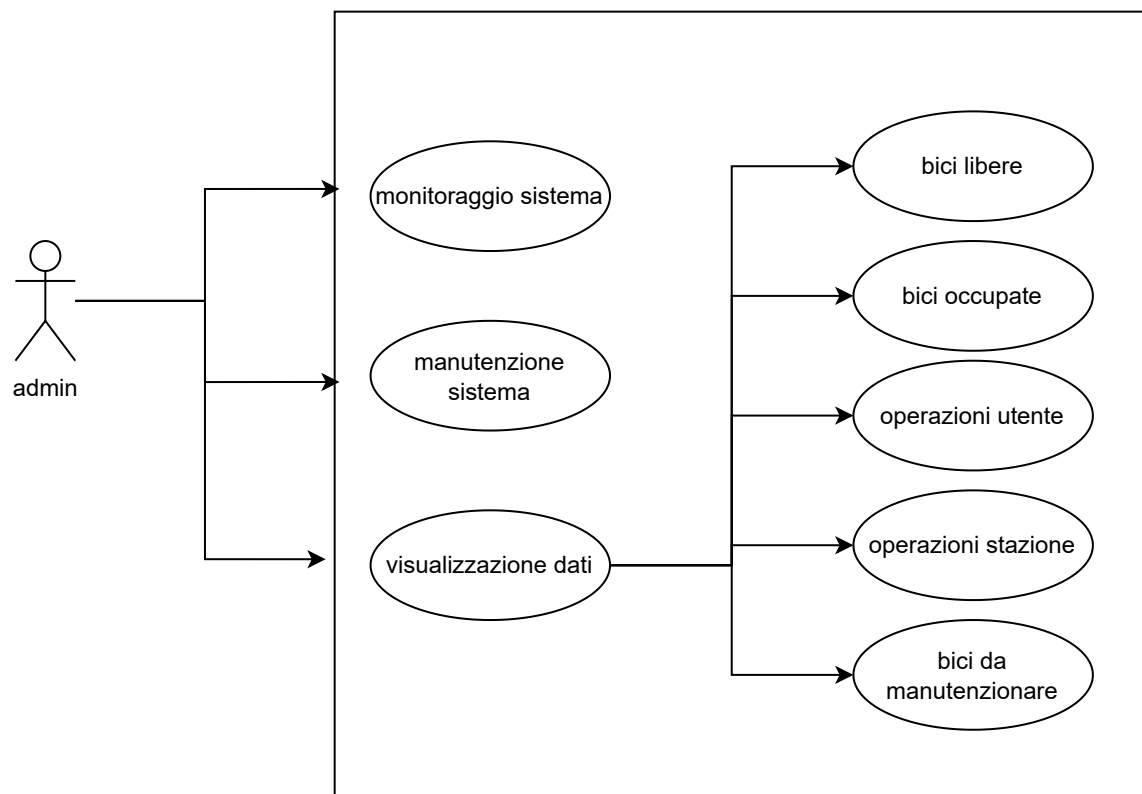 admin
monitoraggio sistema
manutenzione
sistema
visualizzazione dati
bici libere
bici occupate
operazioni utente
operazioni stazione
bici da
manutenzionare